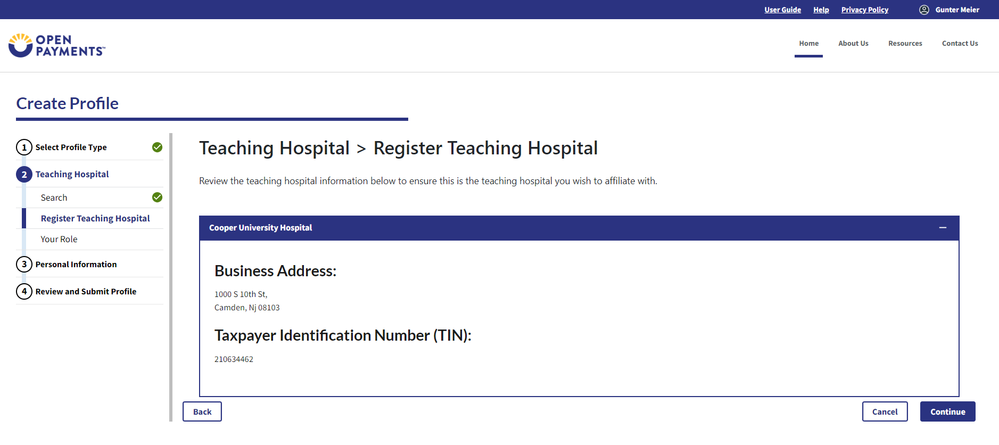 User Guide Help Privacy Policy Gunter Meier
OPEN
PAYMENTS™
Home About Us Resources Contact Us
Create Profile
1 Select Profile Type
2 Teaching Hospital
Search
Register Teaching Hospital
Your Role
3 Personal Information
4 Review and Submit Profile
Teaching Hospital > Register Teaching Hospital
Review the teaching hospital information below to ensure this is the teaching hospital you wish to affiliate with.
Cooper University Hospital
Business Address:
1000 S 10th St,
Camden, Nj 08103
Taxpayer Identification Number (TIN):
210634462
Back Cancel Continue